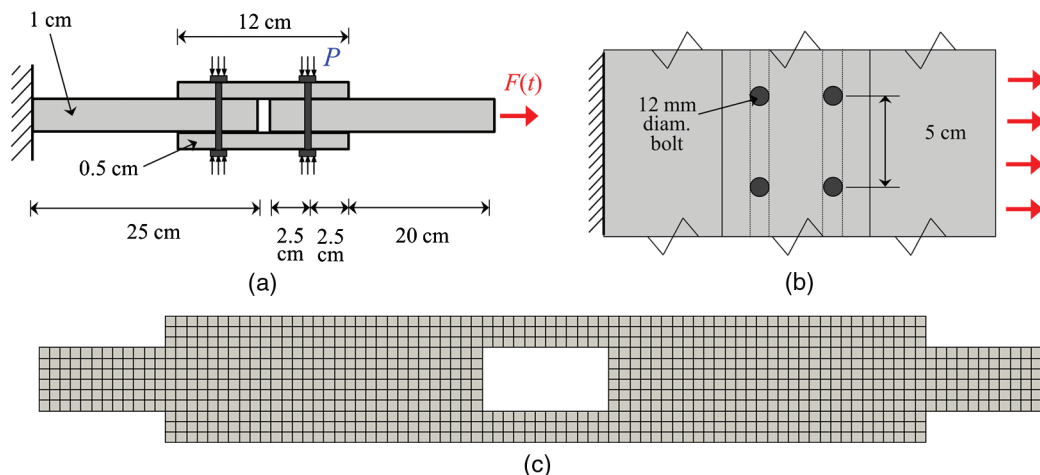 1 cm
12 cm
P
F(t)
0.5 cm
25 cm
2.5
cm
2.5
cm
20 cm
(a)
12 mm
diam.
bolt
5 cm
(b)
(c)